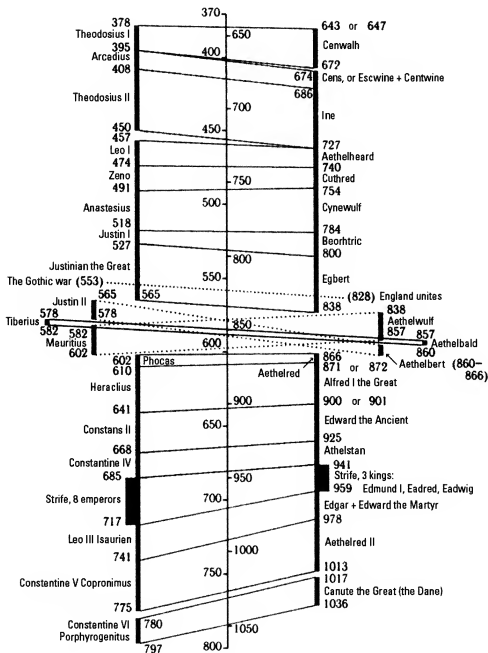 370
378
643 or 647
Theodosius I
650
Cenwalh
395
400
672
Arcedius
674
Cens, or Escwine + Centwine
408
686
Theodosius II
700
Ine
450
450
457
727
Leo I
Aethelheard
474
740
Zeno
Cuthred
750
491
754
500
Anastesius
Cynewulf
518
784
Justin I
Beorhtric
527
800
800
Justinian the Great
Egbert
The Gothic war (553)
550
(828) England unites
565
565
838
838
Justin II
Aethelwulf
578
578
850
857
857
Tiberius
Aethelbald
582
582
860
Mauritius
600
Aethelbert (860–
866)
602
602
Phocas
866
Aethelred
610
871 or 872
Heraclius
Alfred I the Great
900
900 or 901
641
650
Edward the Ancient
Constans II
925
668
Athelstan
Constantine IV
941
685
950
Strife, 3 kings:
959
Edmund I, Eadred, Eadwig
Strife, 8 emperors
700
Edgar + Edward the Martyr
717
978
Leo III Isaurien
Aethelred II
741
1000
750
1013
Constantine V Copronimus
1017
775
Canute the Great (the Dane)
1036
Constantine VI
780
1050
Porphyrogenitus
797
800